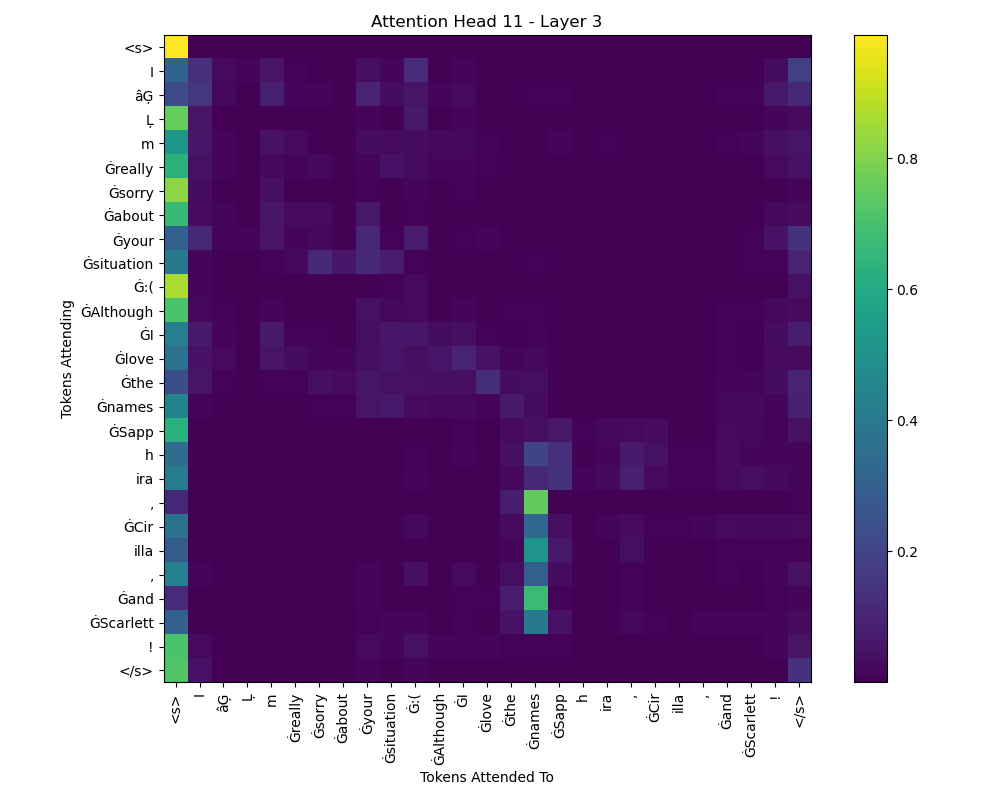 Attention Head 11 - Layer 3
Tokens Attending
<s>
I
âĢ
Ļ
m
Ġreally
Ġsorry
Ġabout
Ġyour
Ġsituation
Ġ:(
ĠAlthough
ĠI
Ġlove
Ġthe
Ġnames
ĠSapp
h
ira
,
ĠCir
illa
,
Ġand
ĠScarlett
!
</s>
<s>
I
âĢ
Ļ
m
Ġreally
Ġsorry
Ġabout
Ġyour
Ġsituation
Ġ:(
ĠAlthough
ĠI
Ġlove
Ġthe
Ġnames
ĠSapp
h
ira
,
ĠCir
illa
,
Ġand
ĠScarlett
!
</s>
Tokens Attended To
0.8
0.6
0.4
0.2